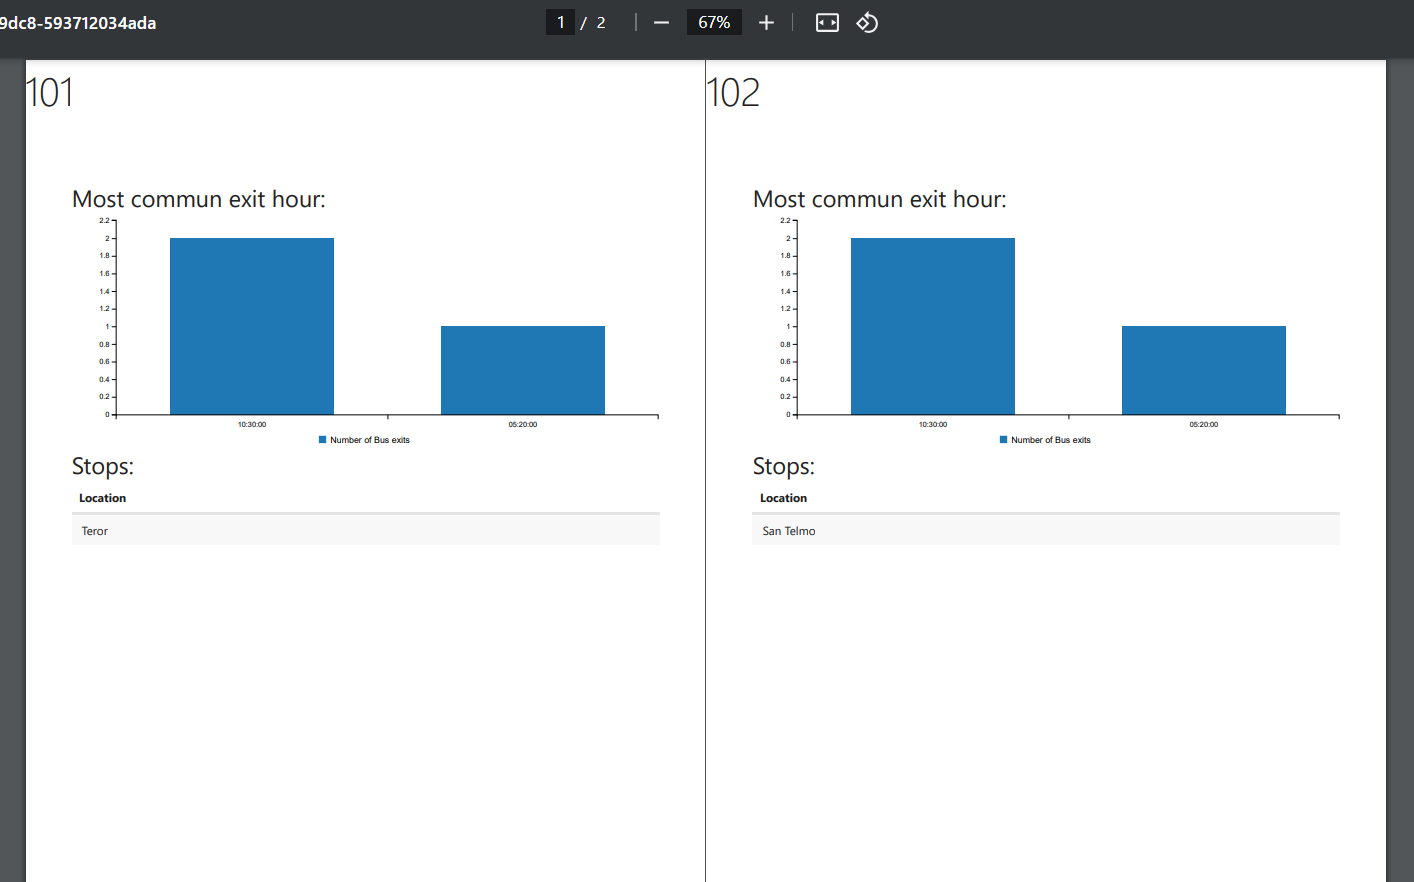 9dc8-593712034ada
1 / 2
67%
101
Most commun exit hour:
2.2
2
1.8
1.6
1.4
1.2
1
0.8
0.6
0.4
0.2
0
10:30:00 05:20:00
Number of Bus exits
Stops:
Location
Teror
102
Most commun exit hour:
2.2
2
1.8
1.6
1.4
1.2
1
0.8
0.6
0.4
0.2
0
10:30:00 05:20:00
Number of Bus exits
Stops:
Location
San Telmo